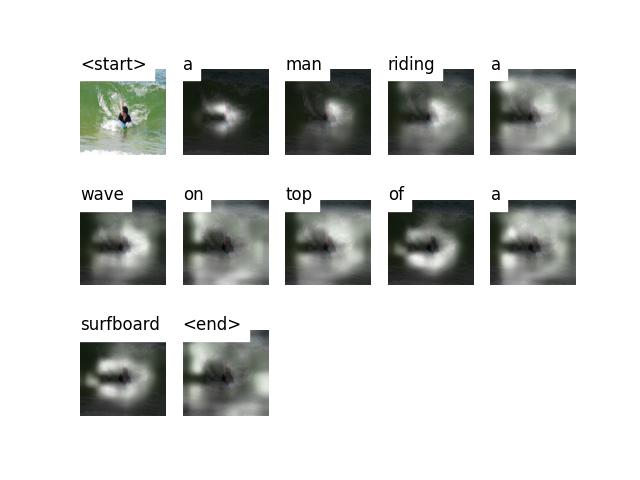 <start> a man riding a
wave on top of a
surfboard <end>